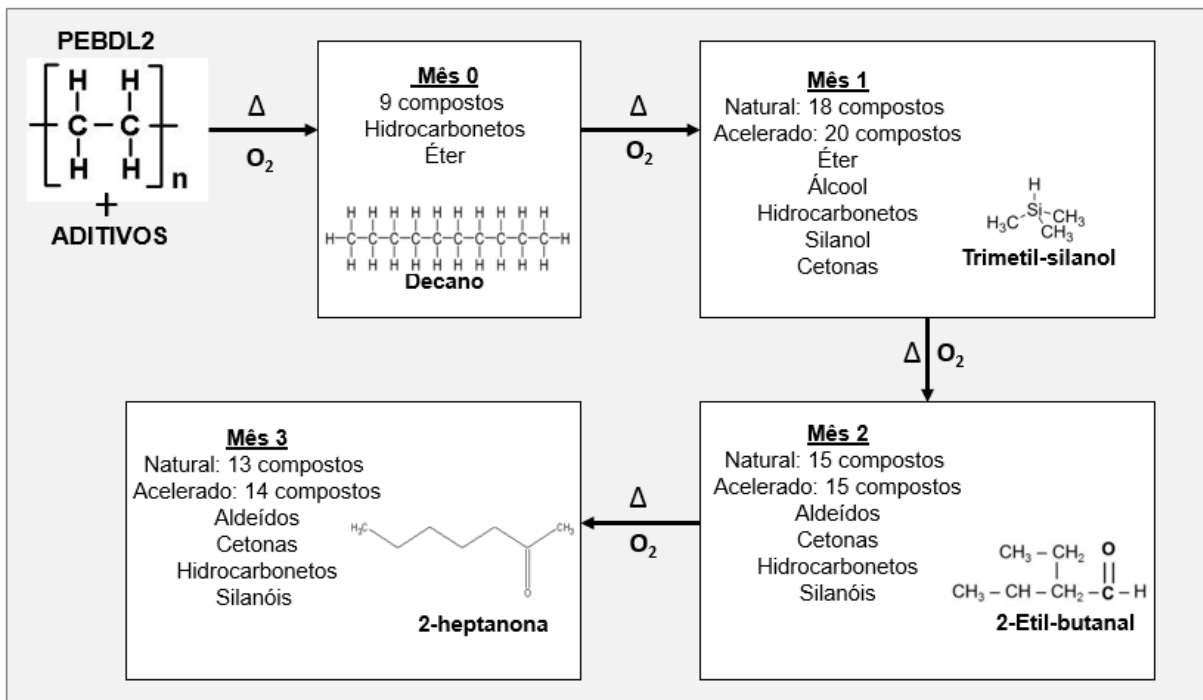 PEBDL2
H H
C C
H H
n
+
ADITIVOS
Δ
O2
Mês 0
9 compostos
Hidrocarbonetos
Éter
H H H H H H H H H
H-C-C-C-C-C-C-C-C-C-H
H H H H H H H H H
Decano
Δ
O2
Mês 1
Natural: 18 compostos
Acelerado: 20 compostos
Éter
Álcool
Hidrocarbonetos
Silanol
Cetonas
H
Si
H3C CH3
CH3
Trimetil-silanol
Δ O2
Mês 2
Natural: 15 compostos
Acelerado: 15 compostos
Aldeídos
Cetonas
Hidrocarbonetos
Silanóis
CH3 – CH2 O
CH3 – CH – CH2 – C – H
2-Etil-butanal
Δ
O2
Mês 3
Natural: 13 compostos
Acelerado: 14 compostos
Aldeídos
Cetonas
Hidrocarbonetos
Silanóis
H3C CH3
O
2-heptanona